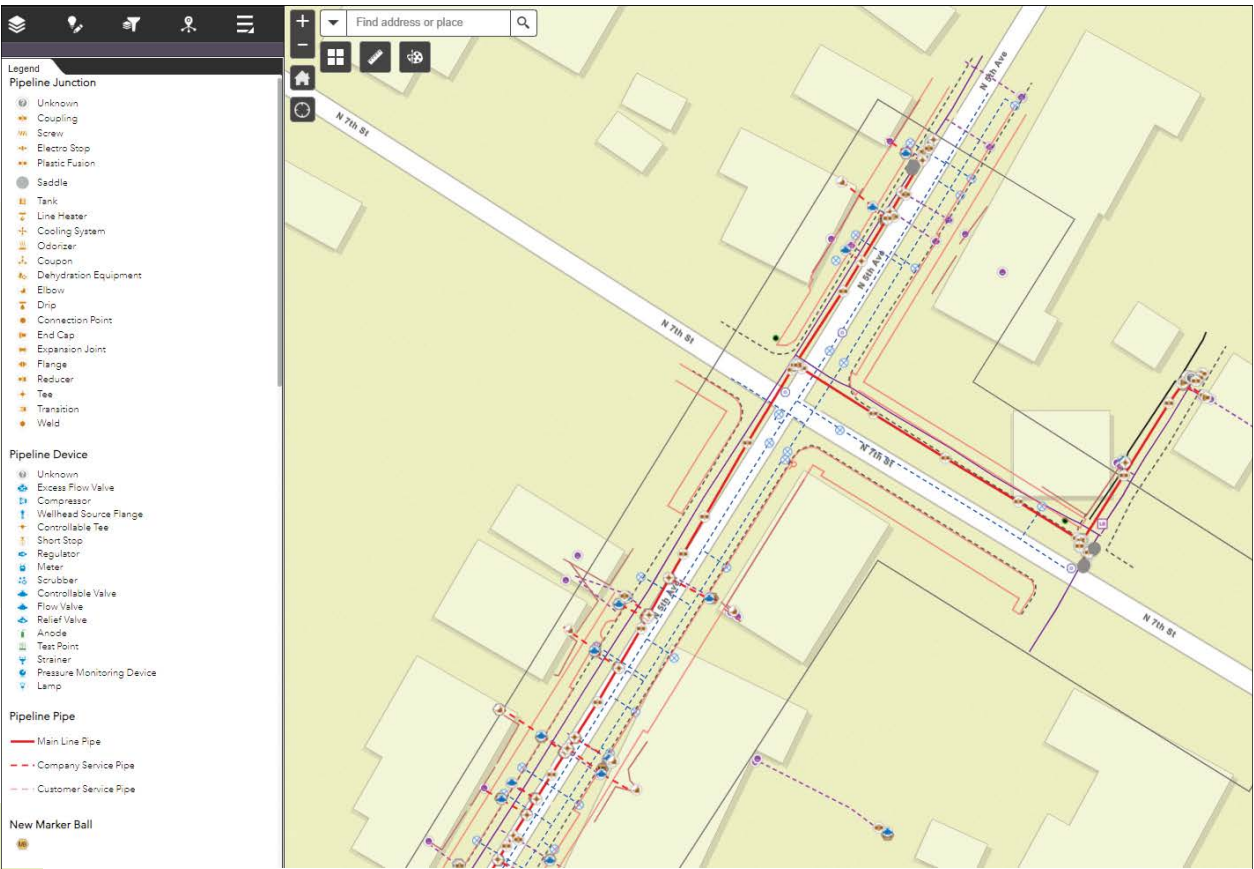 Find address or place
Legend
Pipeline Junction
Unknown
Coupling
Screw
Electro Stop
Plastic Fusion
Saddle
Tank
Line Heater
Cooling System
Odorizer
Coupon
Dehydration Equipment
Elbow
Drip
Connection Point
End Cap
Expansion Joint
Flange
Reducer
Tee
Transition
Weld
Pipeline Device
Unknown
Excess Flow Valve
Compressor
Wellhead Source Flange
Controllable Tee
Short Stop
Regulator
Meter
Scrubber
Controllable Valve
Flow Valve
Relief Valve
Anode
Test Point
Strainer
Pressure Monitoring Device
Lamp
Pipeline Pipe
Main Line Pipe
Company Service Pipe
Customer Service Pipe
New Marker Ball
MB
N 5th Ave
N 7th St
N 5th Ave
N 7th St
N 7th St
N 5th Ave
N 7th St